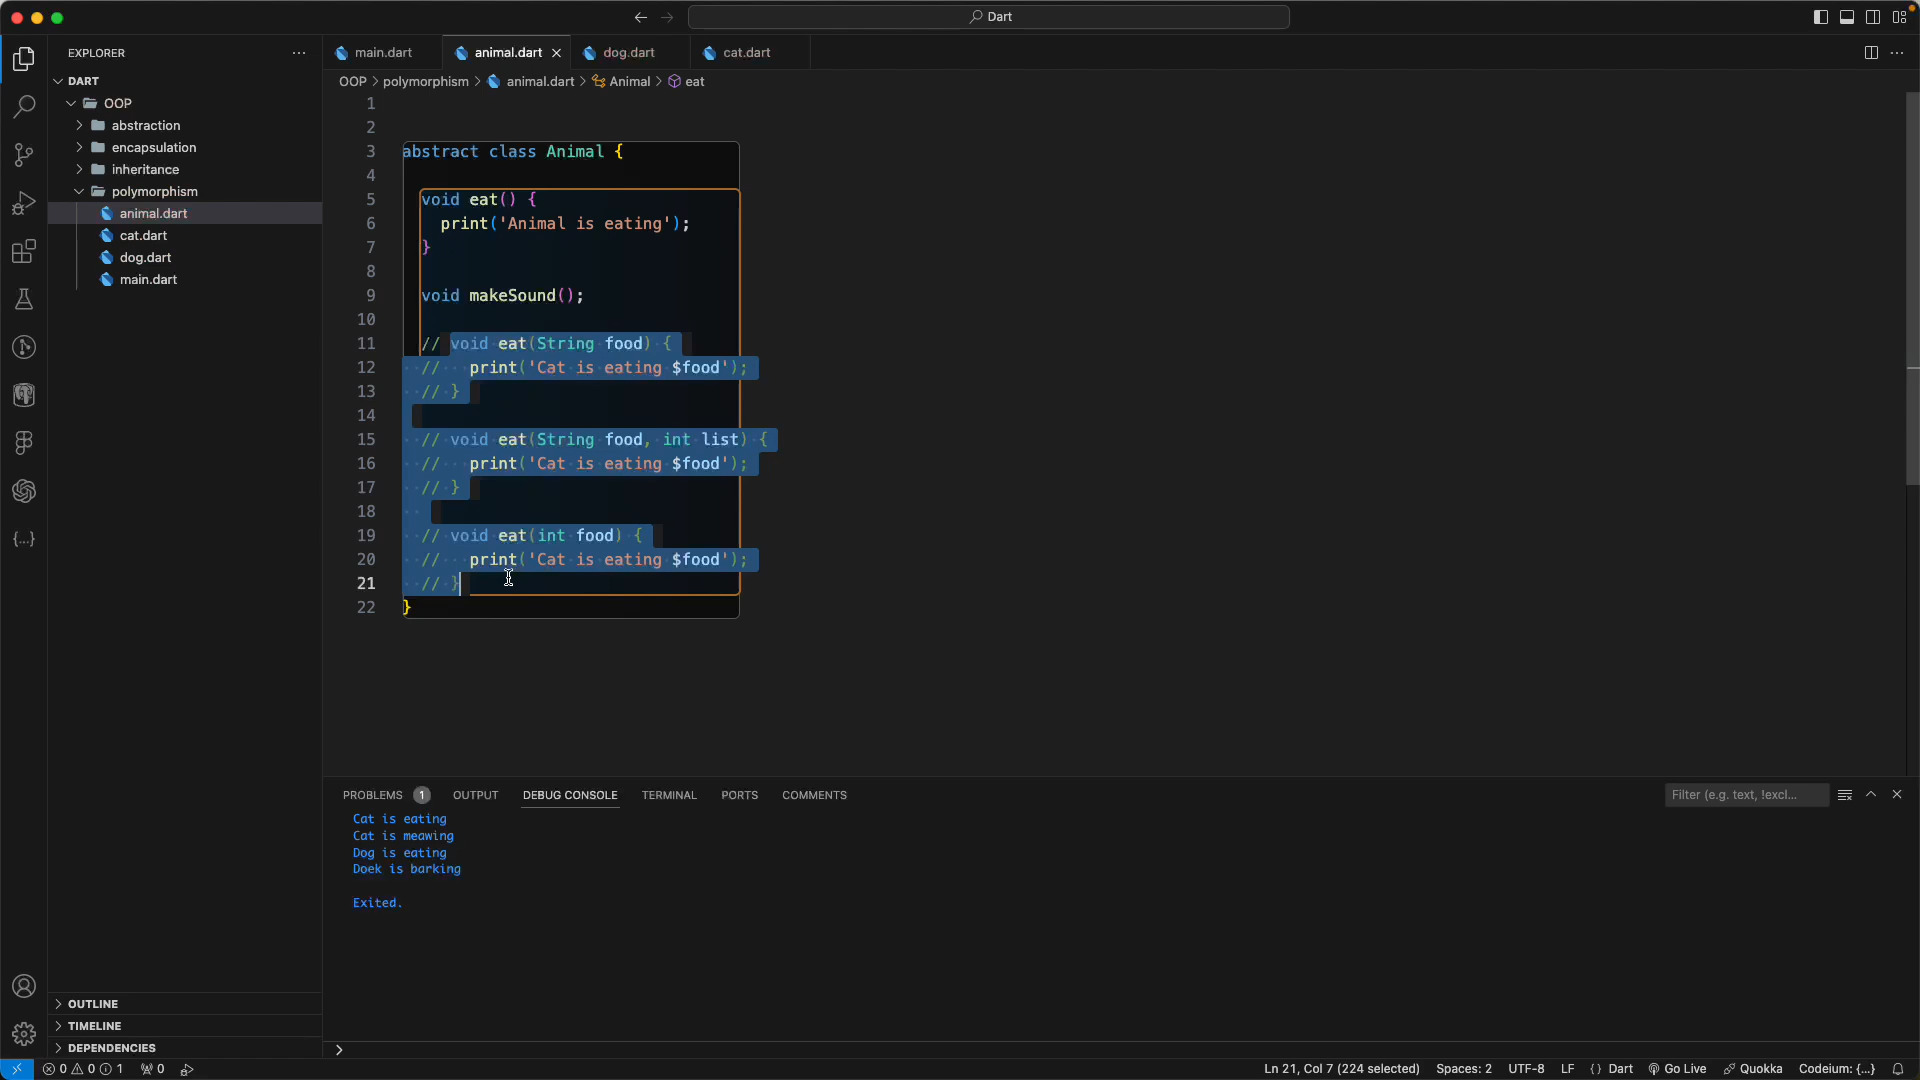 Dart
EXPLORER
DART
OOP
abstraction
encapsulation
inheritance
polymorphism
animal.dart
cat.dart
dog.dart
main.dart
OUTLINE
TIMELINE
DEPENDENCIES
main.dart
animal.dart
dog.dart
cat.dart
OOP > polymorphism > animal.dart > Animal > eat
1
2
3 abstract class Animal {
4
5 void eat() {
6 print('Animal is eating');
7 }
8
9 void makeSound();
10
11 // void eat(String food) {
12 // print('Cat is eating $food');
13 // }
14
15 // void eat(String food, int list) {
16 // print('Cat is eating $food');
17 // }
18
19 // void eat(int food) {
20 // print('Cat is eating $food');
21 // }
22 }
PROBLEMS 1 OUTPUT DEBUG CONSOLE TERMINAL PORTS COMMENTS
Filter (e.g. text, !excl...
Cat is eating
Cat is meawing
Dog is eating
Doek is barking
Exited.
0 0 1 0
Ln 21, Col 7 (224 selected) Spaces: 2 UTF-8 LF { } Dart Go Live Quokka Codeium: {...}